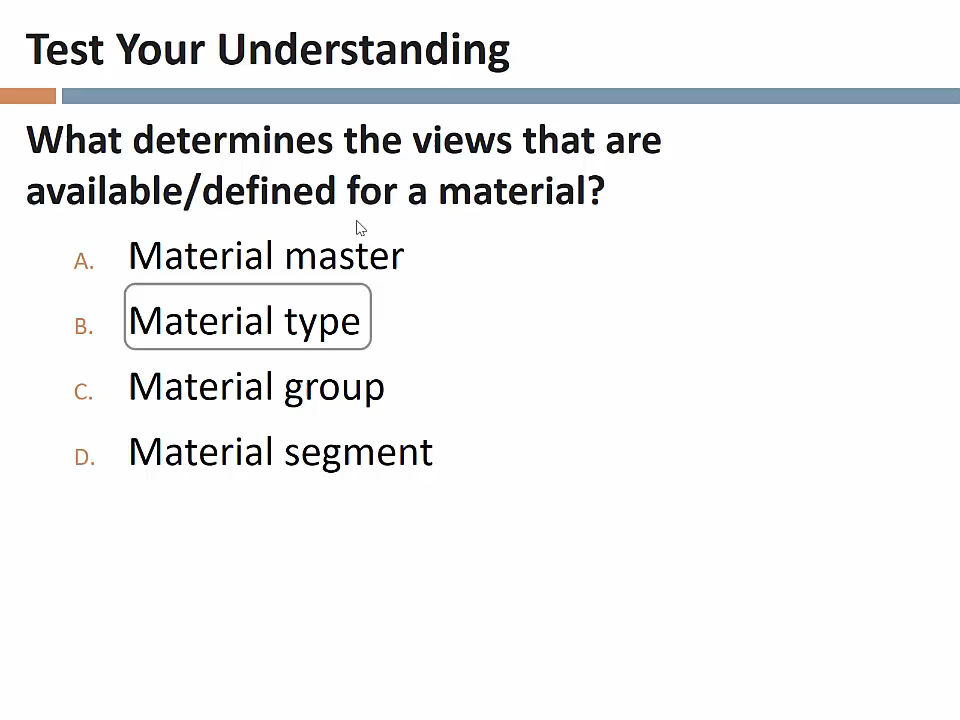 Test Your Understanding
What determines the views that are
available/defined for a material?
A. Material master
B. Material type
C. Material group
D. Material segment